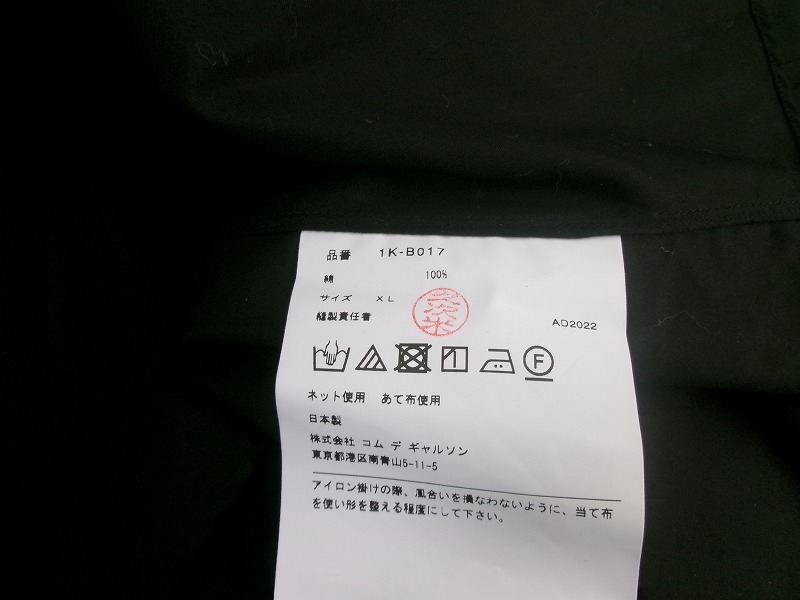 品番 1K-B017
綿 100%
サイズ XL
縫製責任者
AD2022
F
ネット使用 あて布使用
日本製
株式会社 コム デ ギャルソン
東京都港区南青山5-11-5
アイロン掛けの際、風合いを損なわないように、当て布
を使い形を整える程度にして下さい。